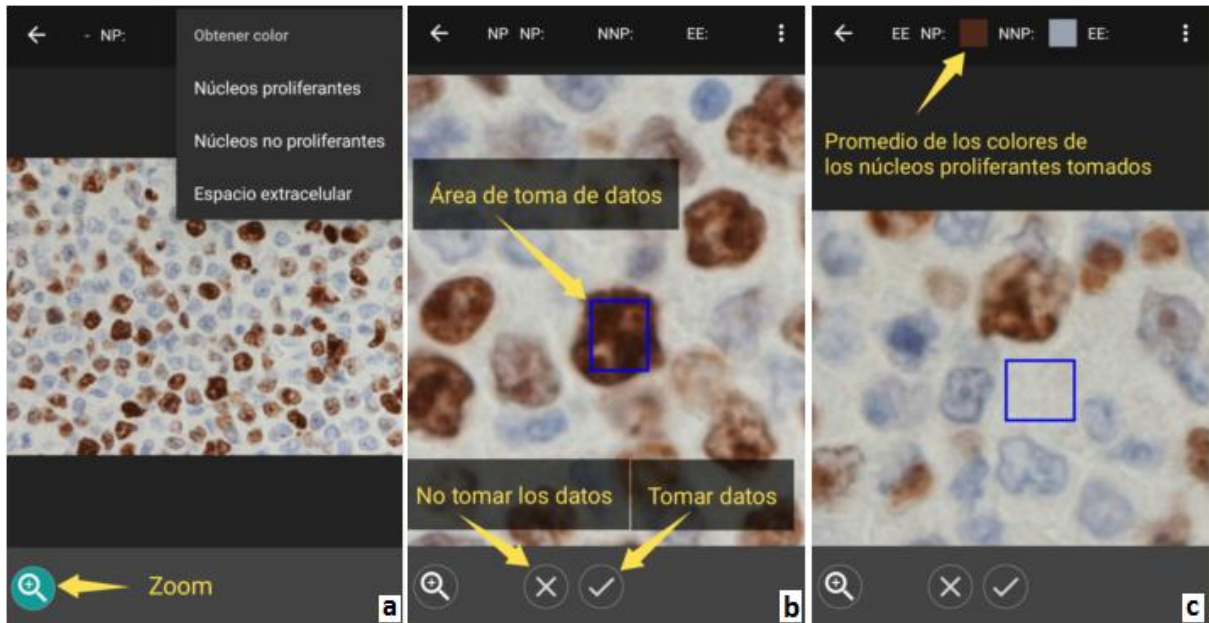 - NP:
Obtener color
Núcleos proliferantes
Núcleos no proliferantes
Espacio extracelular
Zoom
a
NP NP: NNP: EE:
Área de toma de datos
No tomar los datos
Tomar datos
b
EE NP: NNP: EE:
Promedio de los colores de
los núcleos proliferantes tomados
c